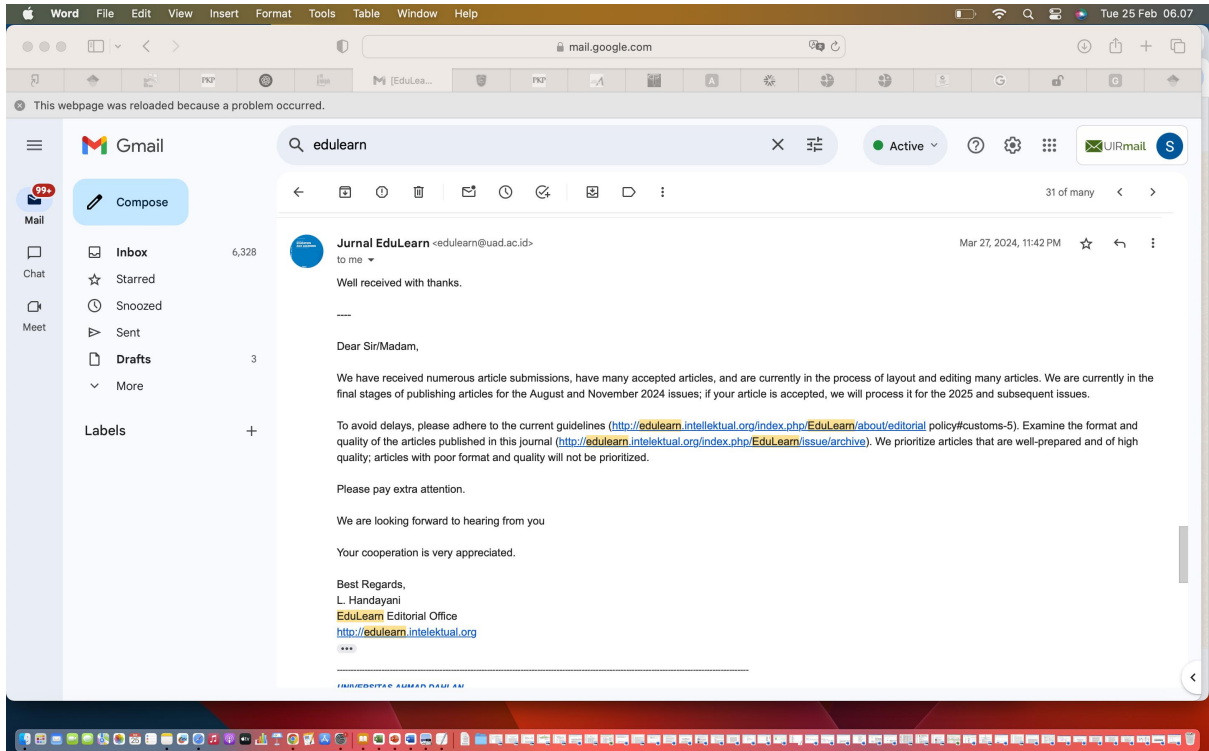 Word File Edit View Insert Format Tools Table Window Help Tue 25 Feb 06.07
mail.google.com
PKP M [EduLea... PKP A G G
This webpage was reloaded because a problem occurred.
Gmail edulearn Active UIRmail S
99+ Compose 31 of many
Mail
Jurnal EduLearn <edulearn@uad.ac.id> Mar 27, 2024, 11:42 PM
to me
Inbox 6,328
Chat
Starred
Well received with thanks.
Snoozed
----
Meet
Sent
Dear Sir/Madam,
Drafts 3
We have received numerous article submissions, have many accepted articles, and are currently in the process of layout and editing many articles. We are currently in the
More
final stages of publishing articles for the August and November 2024 issues; if your article is accepted, we will process it for the 2025 and subsequent issues.
Labels +
To avoid delays, please adhere to the current guidelines (http://edulearn.intellektual.org/index.php/EduLearn/about/editorial policy#customs-5). Examine the format and
quality of the articles published in this journal (http://edulearn.intelektual.org/index.php/EduLearn/issue/archive). We prioritize articles that are well-prepared and of high
quality; articles with poor format and quality will not be prioritized.
Please pay extra attention.
We are looking forward to hearing from you
Your cooperation is very appreciated.
Best Regards,
L. Handayani
EduLearn Editorial Office
http://edulearn.intelektual.org
UNIVERSITAS AHMAD DAHLAN